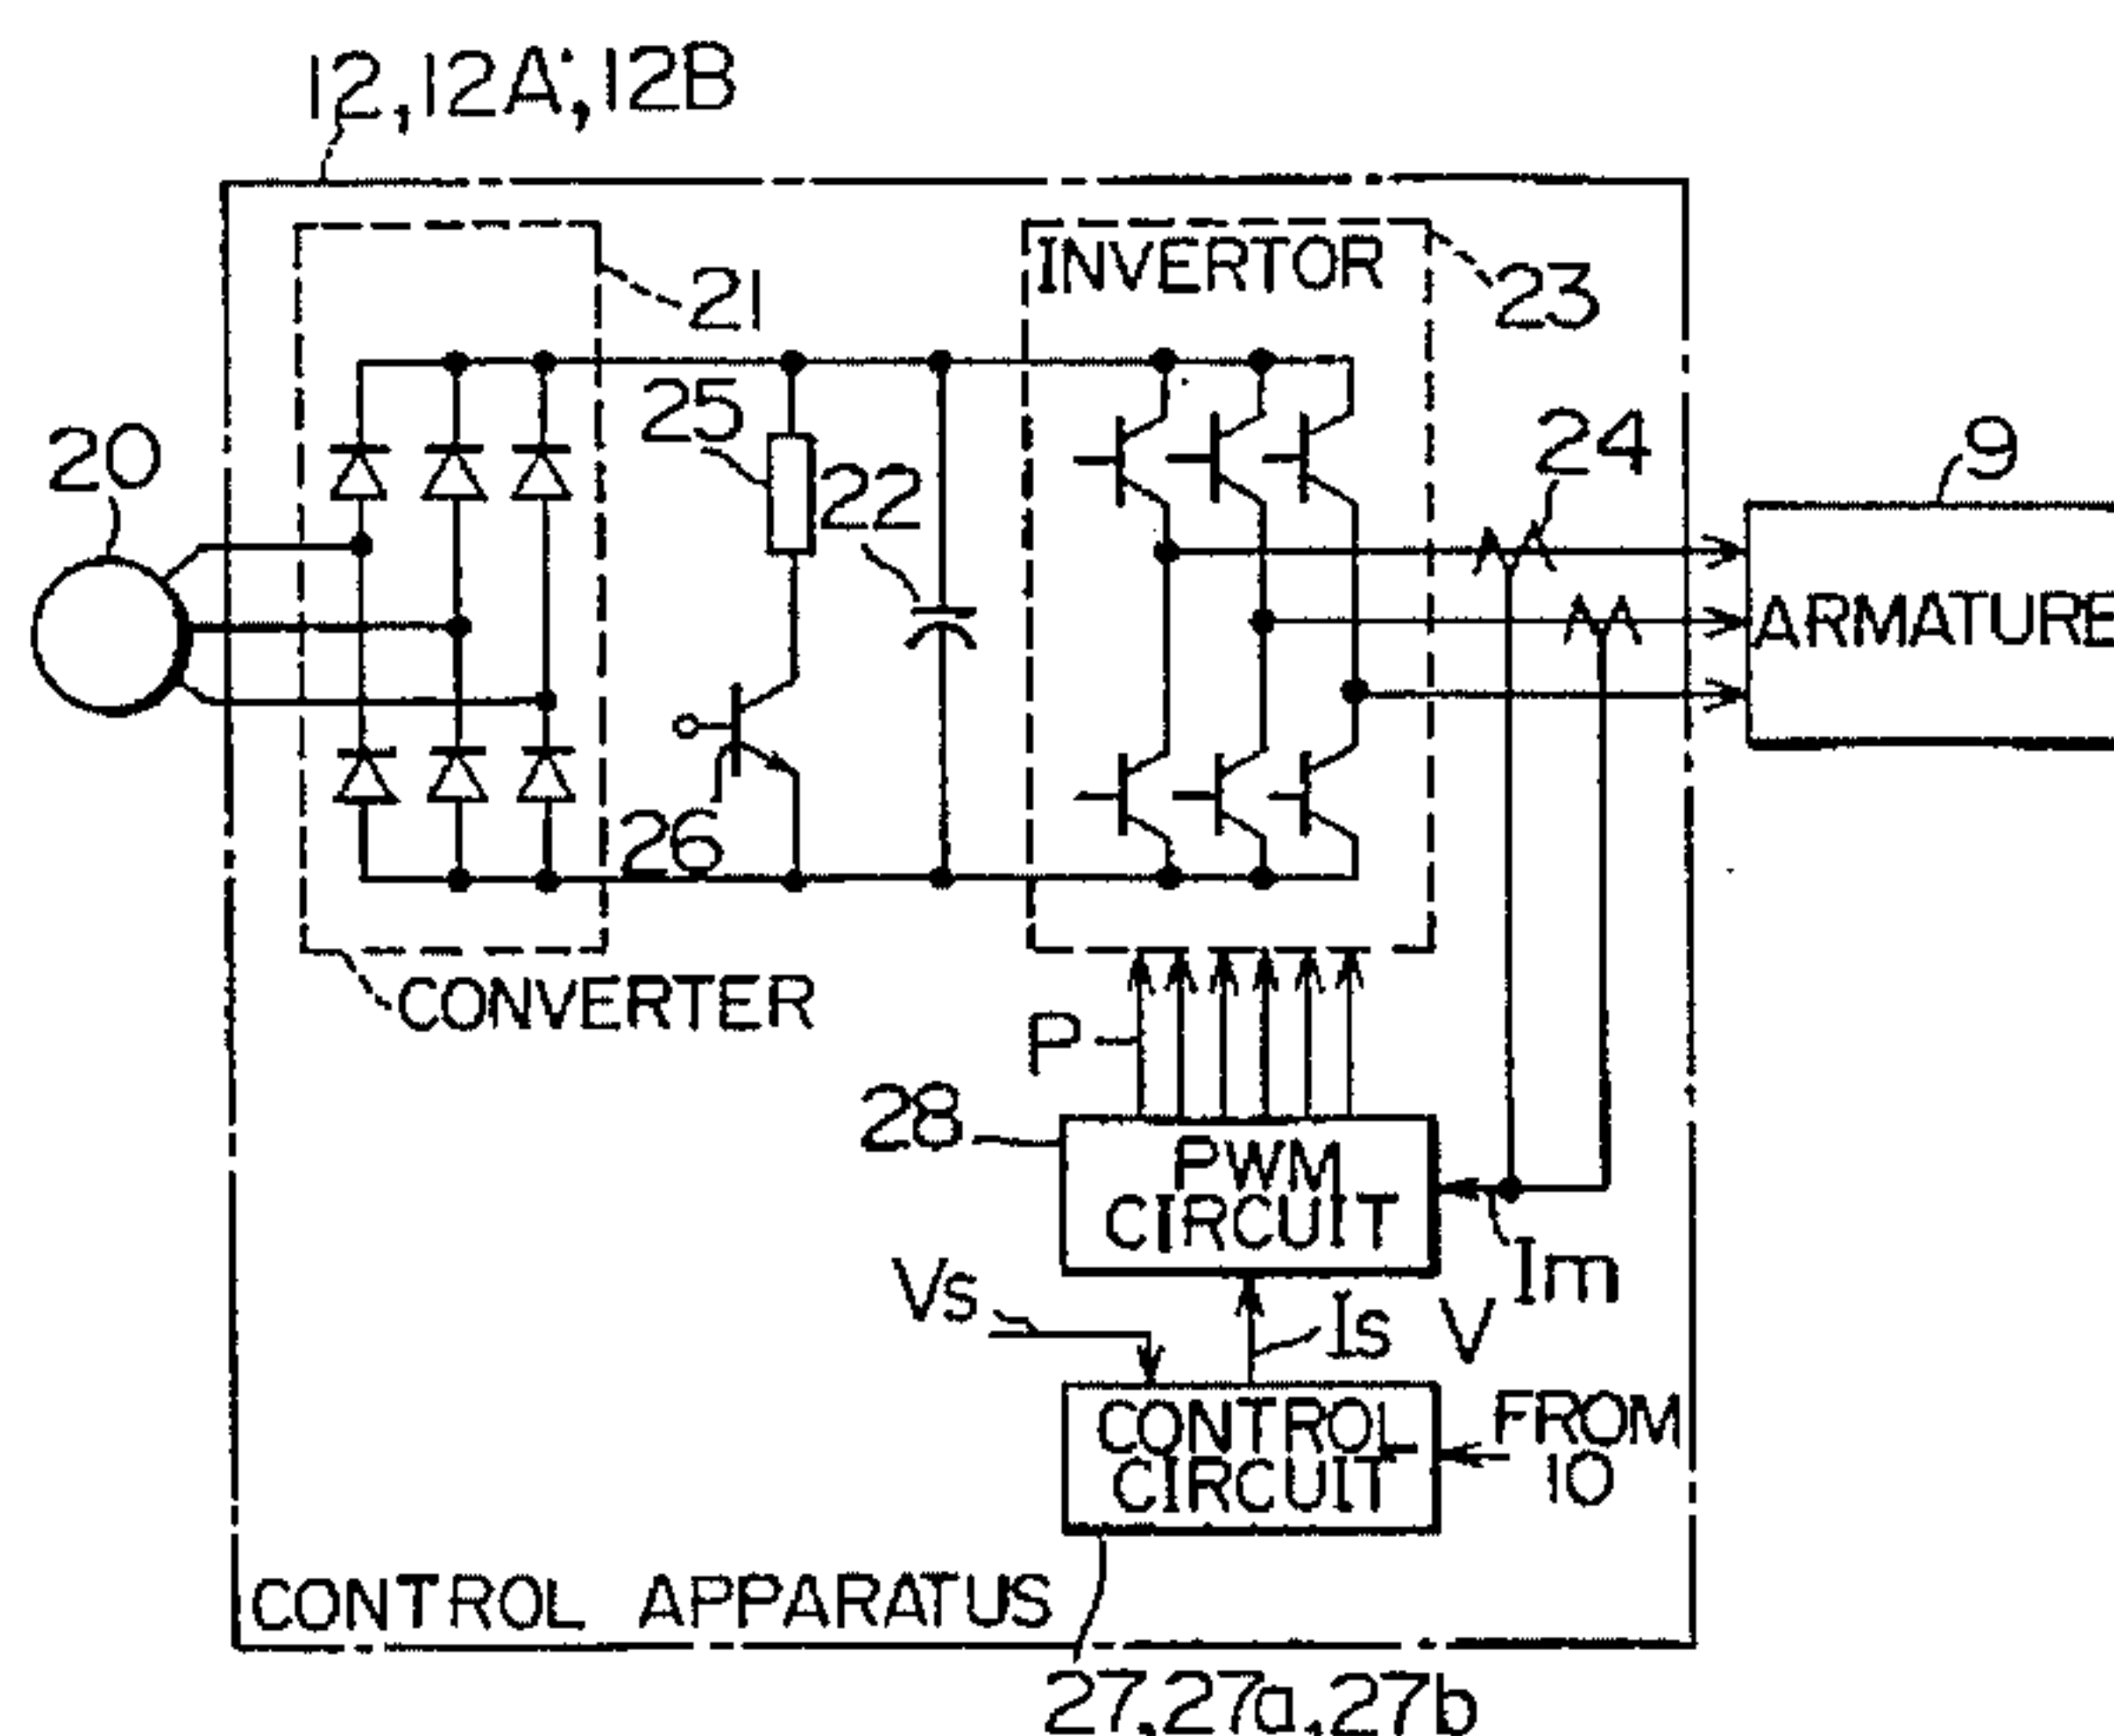 12,12A,12B
INVERTOR
21
23
25
24
9
20
22
ARMATURE
26
CONVERTER
P
28
PWM
CIRCUIT
Im
Vs
Is
V
CONTROL
CIRCUIT
FROM
10
CONTROL APPARATUS
27,27a,27b